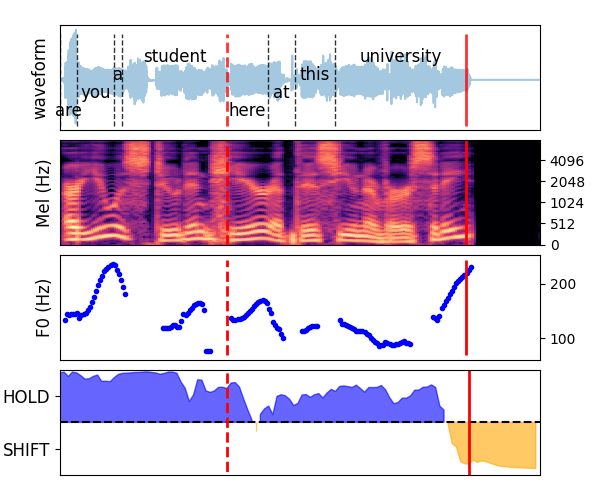 waveform
are
you
a
student
here
at
this
university
Mel (Hz)
4096
2048
1024
512
0
F0 (Hz)
200
100
HOLD
SHIFT